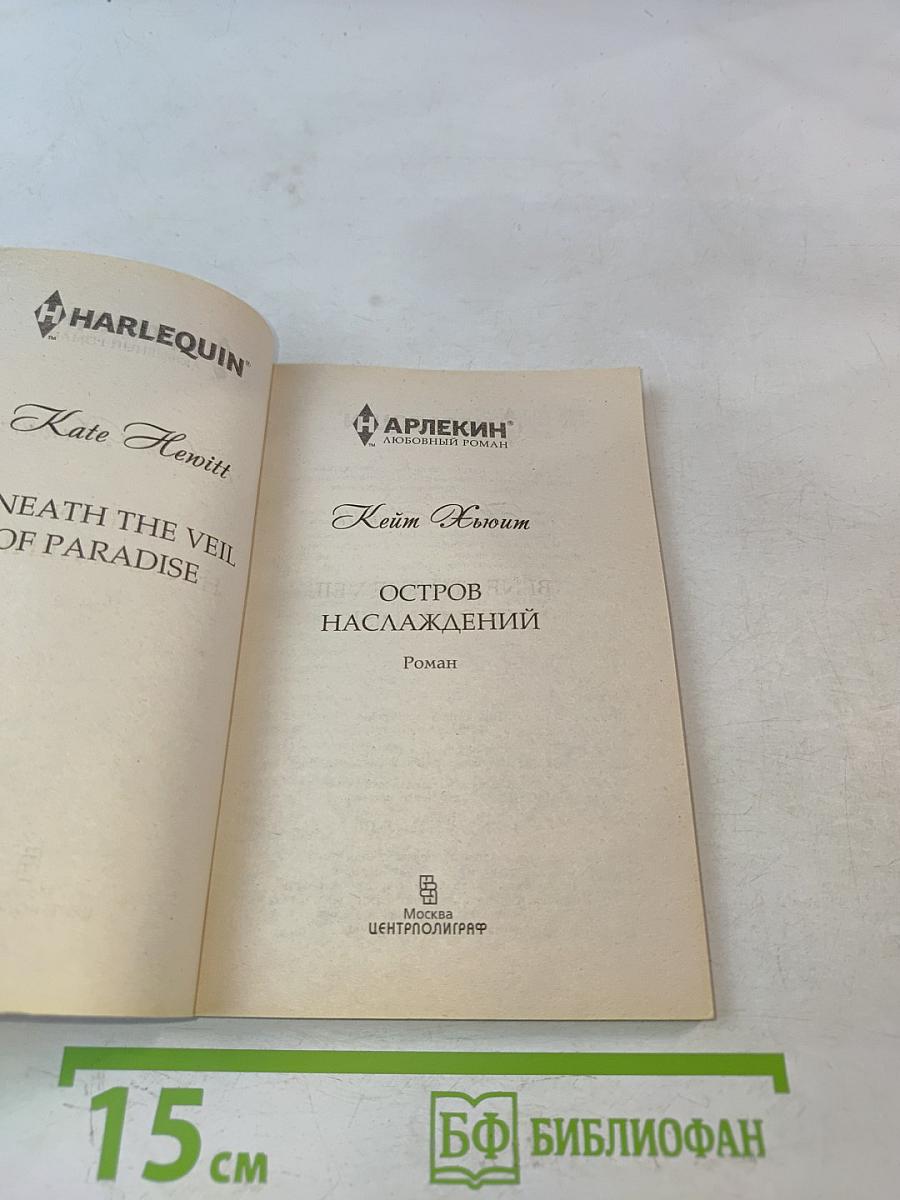 HARLEQUIN®
Kate Hewitt
NEATH THE VEIL
OF PARADISE
АРЛЕКИН®
ЛЮБОВНЫЙ РОМАН
Кейт Хьюит
ОСТРОВ
НАСЛАЖДЕНИЙ
Роман
Москва
ЦЕНТРПОЛИГРАФ
15 см
БФ БИБЛИОФАН